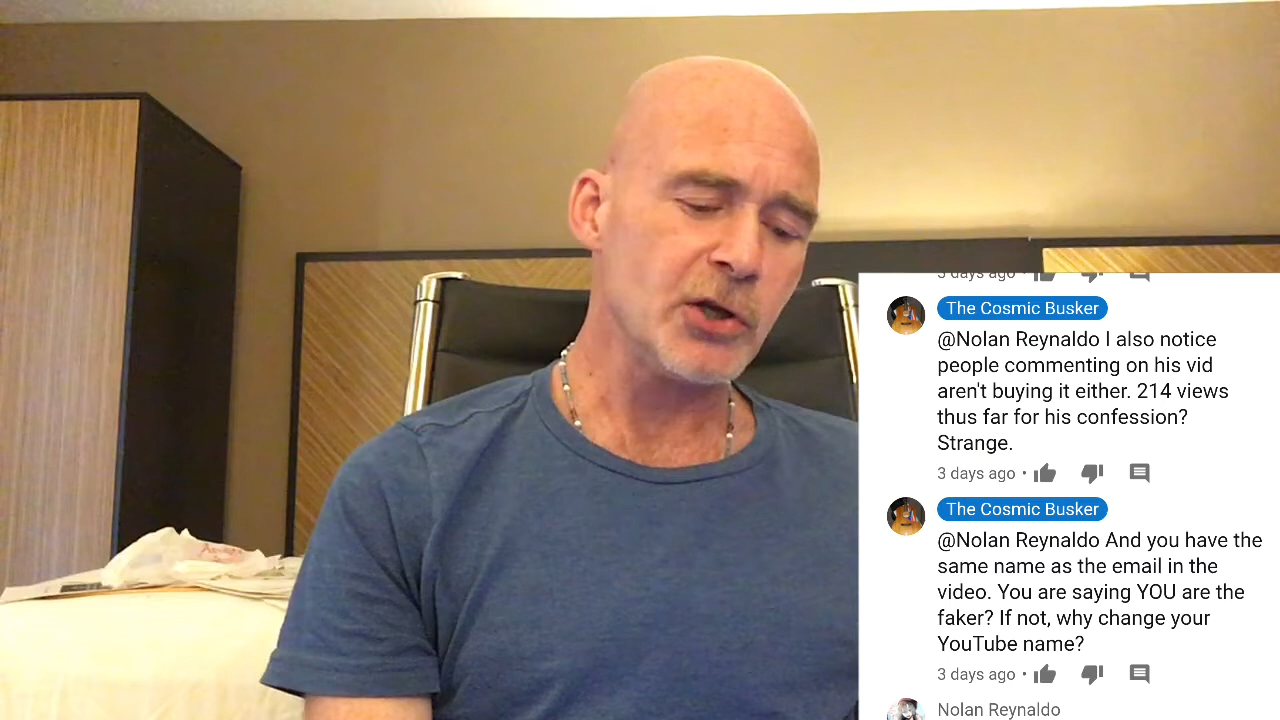 3 days ago
The Cosmic Busker
@Nolan Reynaldo I also notice
people commenting on his vid
aren't buying it either. 214 views
thus far for his confession?
Strange.
3 days ago •
The Cosmic Busker
@Nolan Reynaldo And you have the
same name as the email in the
video. You are saying YOU are the
faker? If not, why change your
YouTube name?
3 days ago •
Nolan Reynaldo